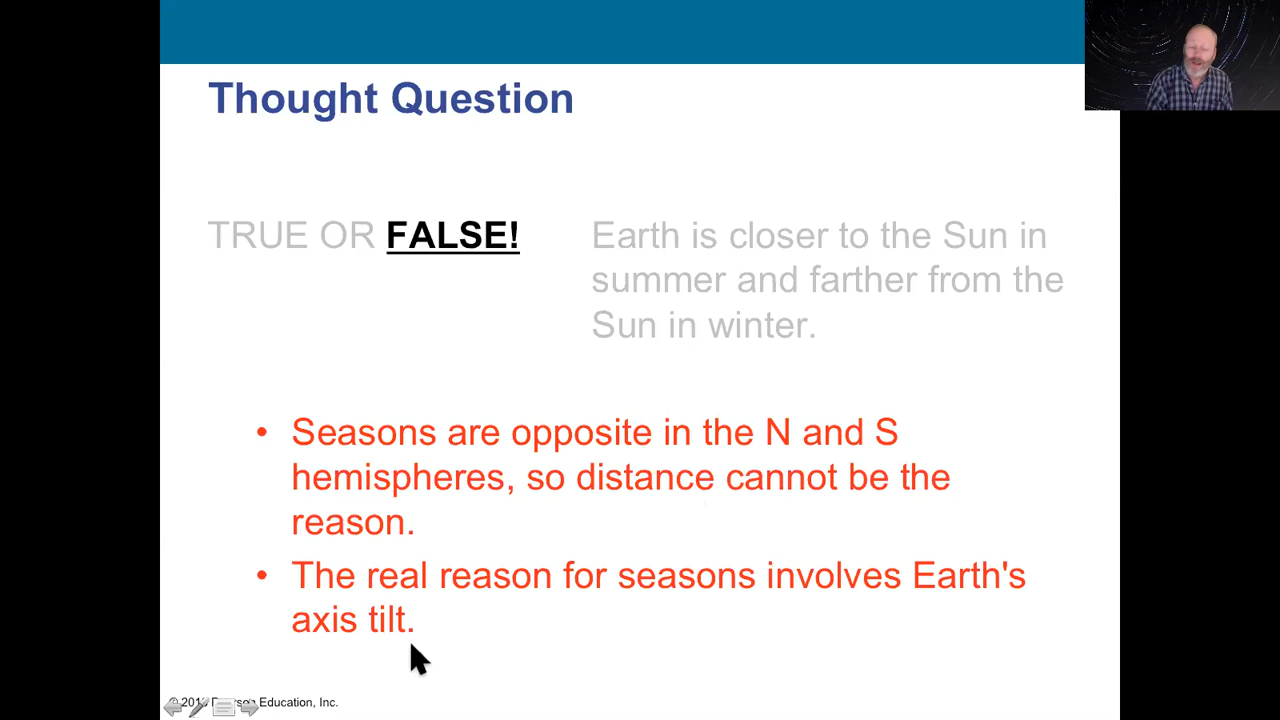 Thought Question
TRUE OR FALSE!
Earth is closer to the Sun in
summer and farther from the
Sun in winter.
• Seasons are opposite in the N and S
hemispheres, so distance cannot be the
reason.
• The real reason for seasons involves Earth's
axis tilt.
Education, Inc.